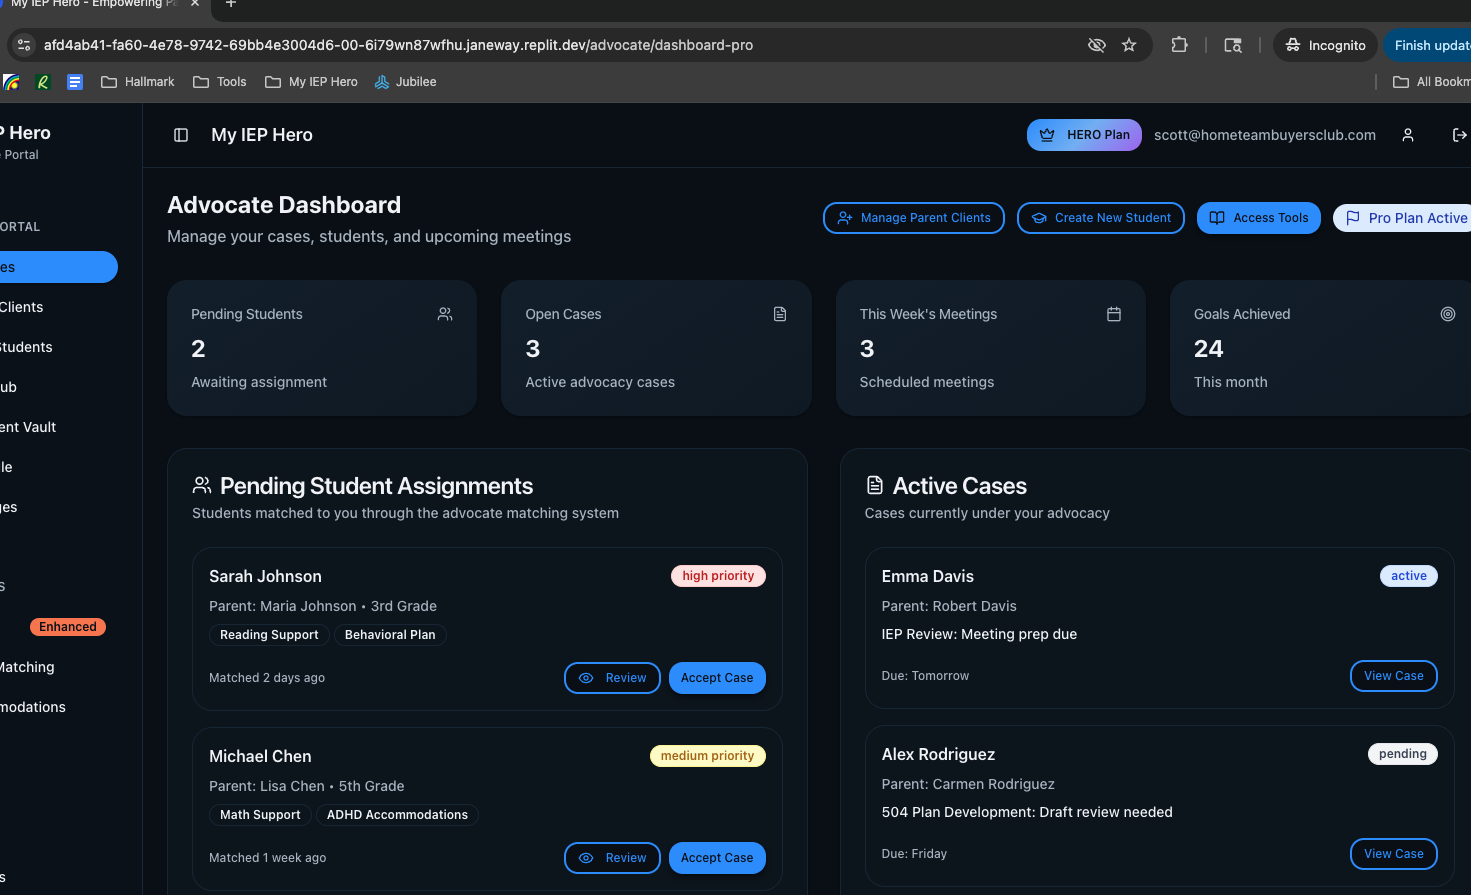 My IEP Hero - Empowering Pa
afd4ab41-fa60-4e78-9742-69bb4e3004d6-00-6i79wn87wfhu.janeway.replit.dev/advocate/dashboard-pro
Incognito
Finish updat
Hallmark
Tools
My IEP Hero
Jubilee
All Bookm
P Hero
e Portal
ORTAL
es
Clients
Students
ub
ent Vault
le
ges
s
Enhanced
Matching
modations
s
My IEP Hero
HERO Plan
scott@hometeambuyersclub.com
Advocate Dashboard
Manage your cases, students, and upcoming meetings
Manage Parent Clients
Create New Student
Access Tools
Pro Plan Active
Pending Students
2
Awaiting assignment
Open Cases
3
Active advocacy cases
This Week's Meetings
3
Scheduled meetings
Goals Achieved
24
This month
Pending Student Assignments
Students matched to you through the advocate matching system
Sarah Johnson
high priority
Parent: Maria Johnson • 3rd Grade
Reading Support
Behavioral Plan
Matched 2 days ago
Review
Accept Case
Michael Chen
medium priority
Parent: Lisa Chen • 5th Grade
Math Support
ADHD Accommodations
Matched 1 week ago
Review
Accept Case
Active Cases
Cases currently under your advocacy
Emma Davis
active
Parent: Robert Davis
IEP Review: Meeting prep due
Due: Tomorrow
View Case
Alex Rodriguez
pending
Parent: Carmen Rodriguez
504 Plan Development: Draft review needed
Due: Friday
View Case